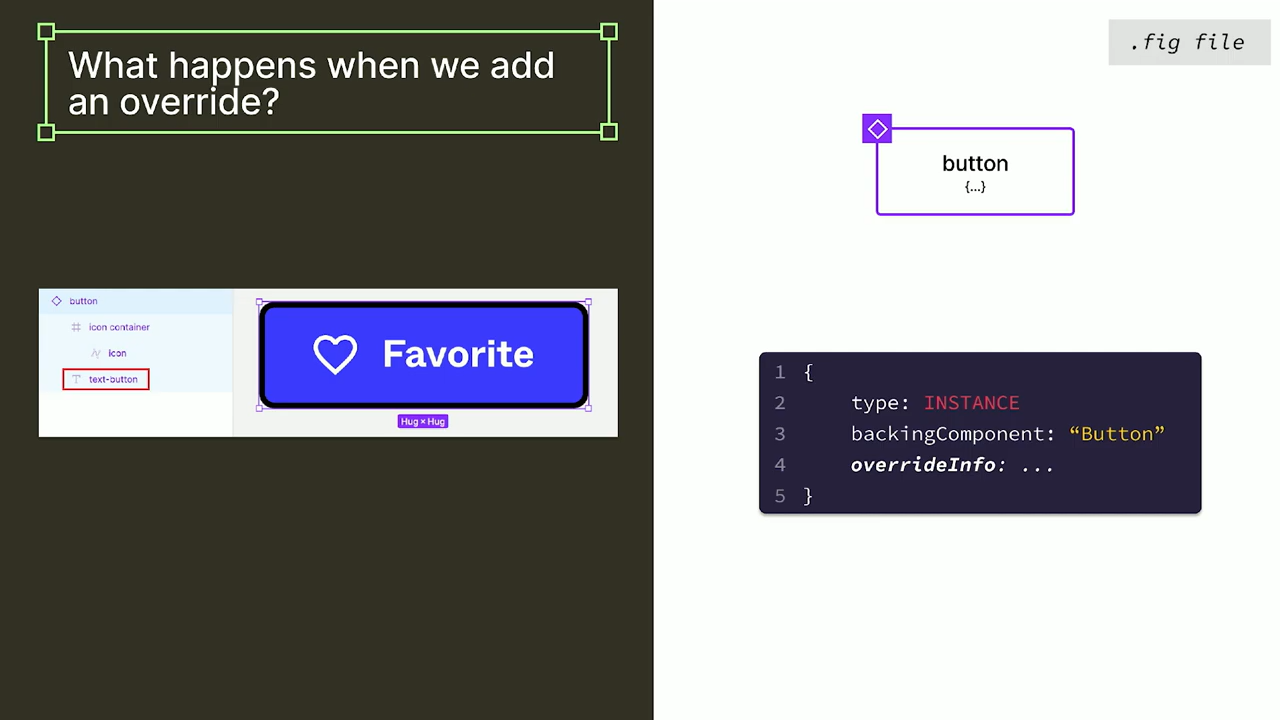 What happens when we add
an override?
.fig file
button
{...}
button
icon container
icon
text-button
Favorite
Hug × Hug
1 {
2 type: INSTANCE
3 backingComponent: “Button”
4 overrideInfo: ...
5 }